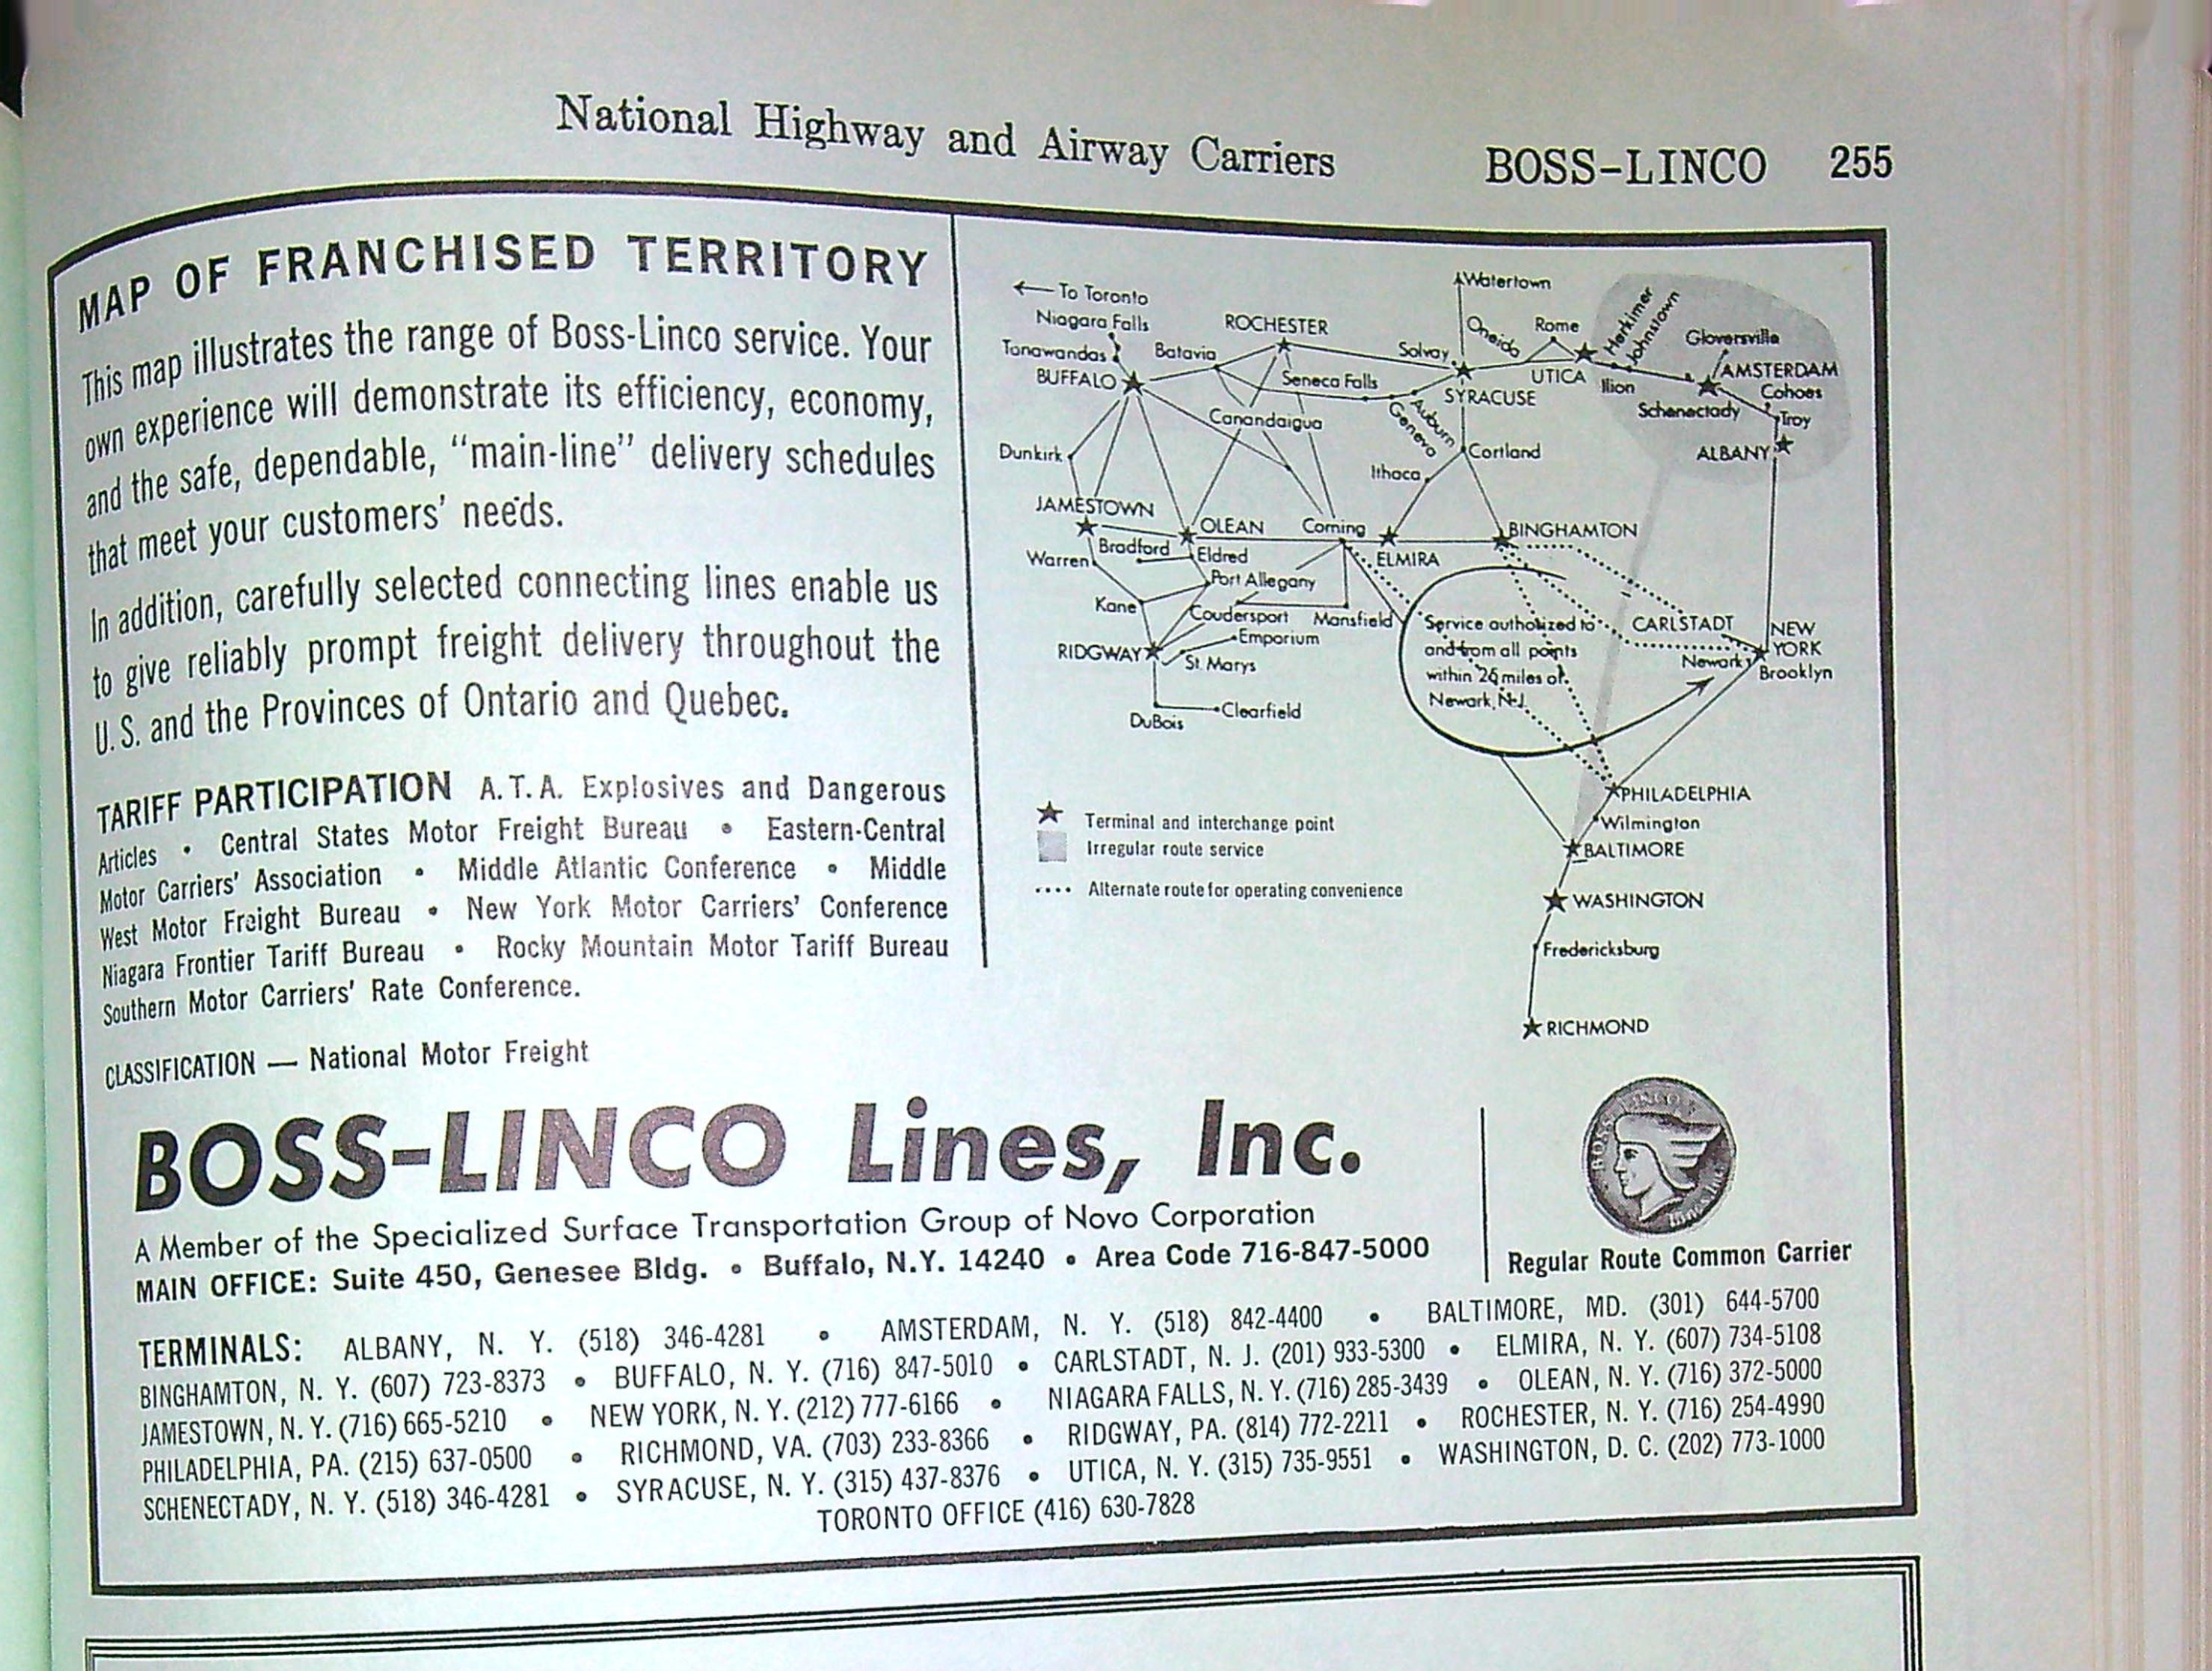 National Highway and Airway Carriers
BOSS-LINCO 255
MAP OF FRANCHISED TERRITORY
This map illustrates the range of Boss-Linco service. Your
own experience will demonstrate its efficiency, economy,
and the safe, dependable, “main-line” delivery schedules
that meet your customers’ needs.
In addition, carefully selected connecting lines enable us
to give reliably prompt freight delivery throughout the
U. S. and the Provinces of Ontario and Quebec.
TARIFF PARTICIPATION A. T. A. Explosives and Dangerous
Articles • Central States Motor Freight Bureau • Eastern-Central
Motor Carriers’ Association • Middle Atlantic Conference • Middle
West Motor Freight Bureau • New York Motor Carriers’ Conference
Niagara Frontier Tariff Bureau • Rocky Mountain Motor Tariff Bureau
Southern Motor Carriers’ Rate Conference.
CLASSIFICATION — National Motor Freight
To Toronto
Niagara Falls
Tonawandas
BUFFALO
Batavia
ROCHESTER
Watertown
Solvay
Oneida
Rome
Herkimer
Johnstown
Gloversville
AMSTERDAM
Cohoes
Schenectady
Troy
ALBANY
UTICA
Ilion
SYRACUSE
Seneca Falls
Auburn
Geneva
Canandaigua
Cortland
Ithaca
Dunkirk
JAMESTOWN
OLEAN
Corning
ELMIRA
BINGHAMTON
Bradford
Eldred
Warren
Port Allegany
Kane
Coudersport
Mansfield
Emporium
RIDGWAY
St. Marys
DuBois
Clearfield
Service authorized to
and from all points
within 26 miles of
Newark, N.J.
CARLSTADT
NEW
YORK
Newark
Brooklyn
PHILADELPHIA
Wilmington
BALTIMORE
WASHINGTON
Fredericksburg
RICHMOND
Terminal and interchange point
Irregular route service
.... Alternate route for operating convenience
BOSS-LINCO Lines, Inc.
A Member of the Specialized Surface Transportation Group of Novo Corporation
MAIN OFFICE: Suite 450, Genesee Bldg. • Buffalo, N.Y. 14240 • Area Code 716-847-5000
BOSS LINCO
Lines Inc.
Regular Route Common Carrier
TERMINALS: ALBANY, N. Y. (518) 346-4281 • AMSTERDAM, N. Y. (518) 842-4400 • BALTIMORE, MD. (301) 644-5700
BINGHAMTON, N. Y. (607) 723-8373 • BUFFALO, N. Y. (716) 847-5010 • CARLSTADT, N. J. (201) 933-5300 • ELMIRA, N. Y. (607) 734-5108
JAMESTOWN, N. Y. (716) 665-5210 • NEW YORK, N. Y. (212) 777-6166 • NIAGARA FALLS, N. Y. (716) 285-3439 • OLEAN, N. Y. (716) 372-5000
PHILADELPHIA, PA. (215) 637-0500 • RICHMOND, VA. (703) 233-8366 • RIDGWAY, PA. (814) 772-2211 • ROCHESTER, N. Y. (716) 254-4990
SCHENECTADY, N. Y. (518) 346-4281 • SYRACUSE, N. Y. (315) 437-8376 • UTICA, N. Y. (315) 735-9551 • WASHINGTON, D. C. (202) 773-1000
TORONTO OFFICE (416) 630-7828